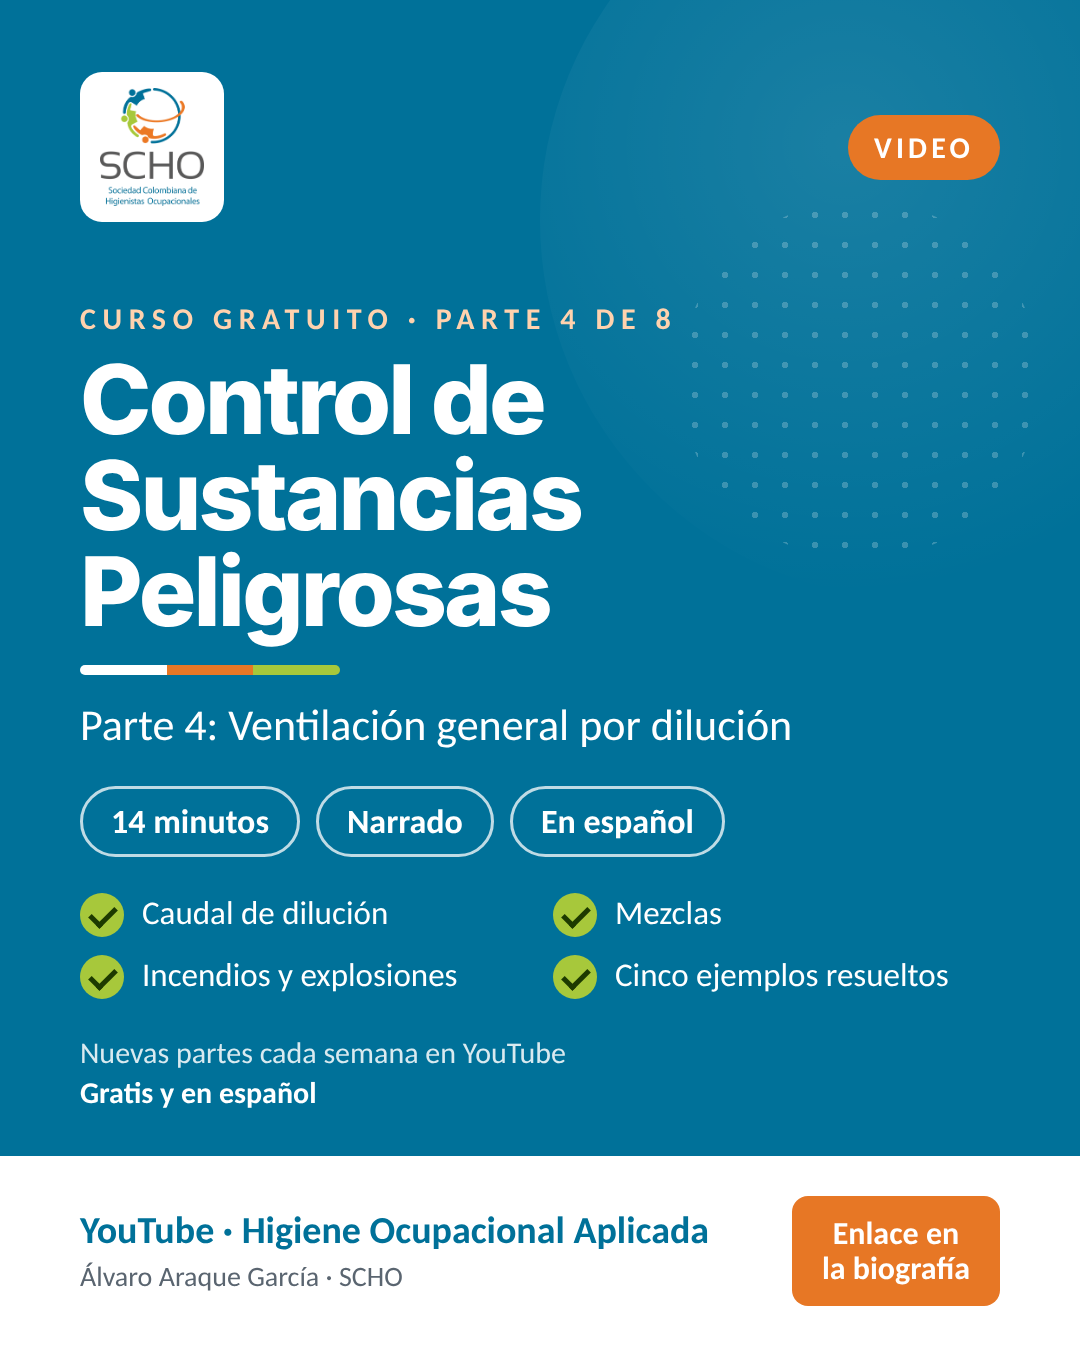 SCHO
Sociedad Colombiana de
Higienistas Ocupacionales
VIDEO
CURSO GRATUITO · PARTE 4 DE 8
Control de
Sustancias
Peligrosas
Parte 4: Ventilación general por dilución
14 minutos
Narrado
En español
Caudal de dilución
Mezclas
Incendios y explosiones
Cinco ejemplos resueltos
Nuevas partes cada semana en YouTube
Gratis y en español
YouTube · Higiene Ocupacional Aplicada
Álvaro Araque García · SCHO
Enlace en
la biografía